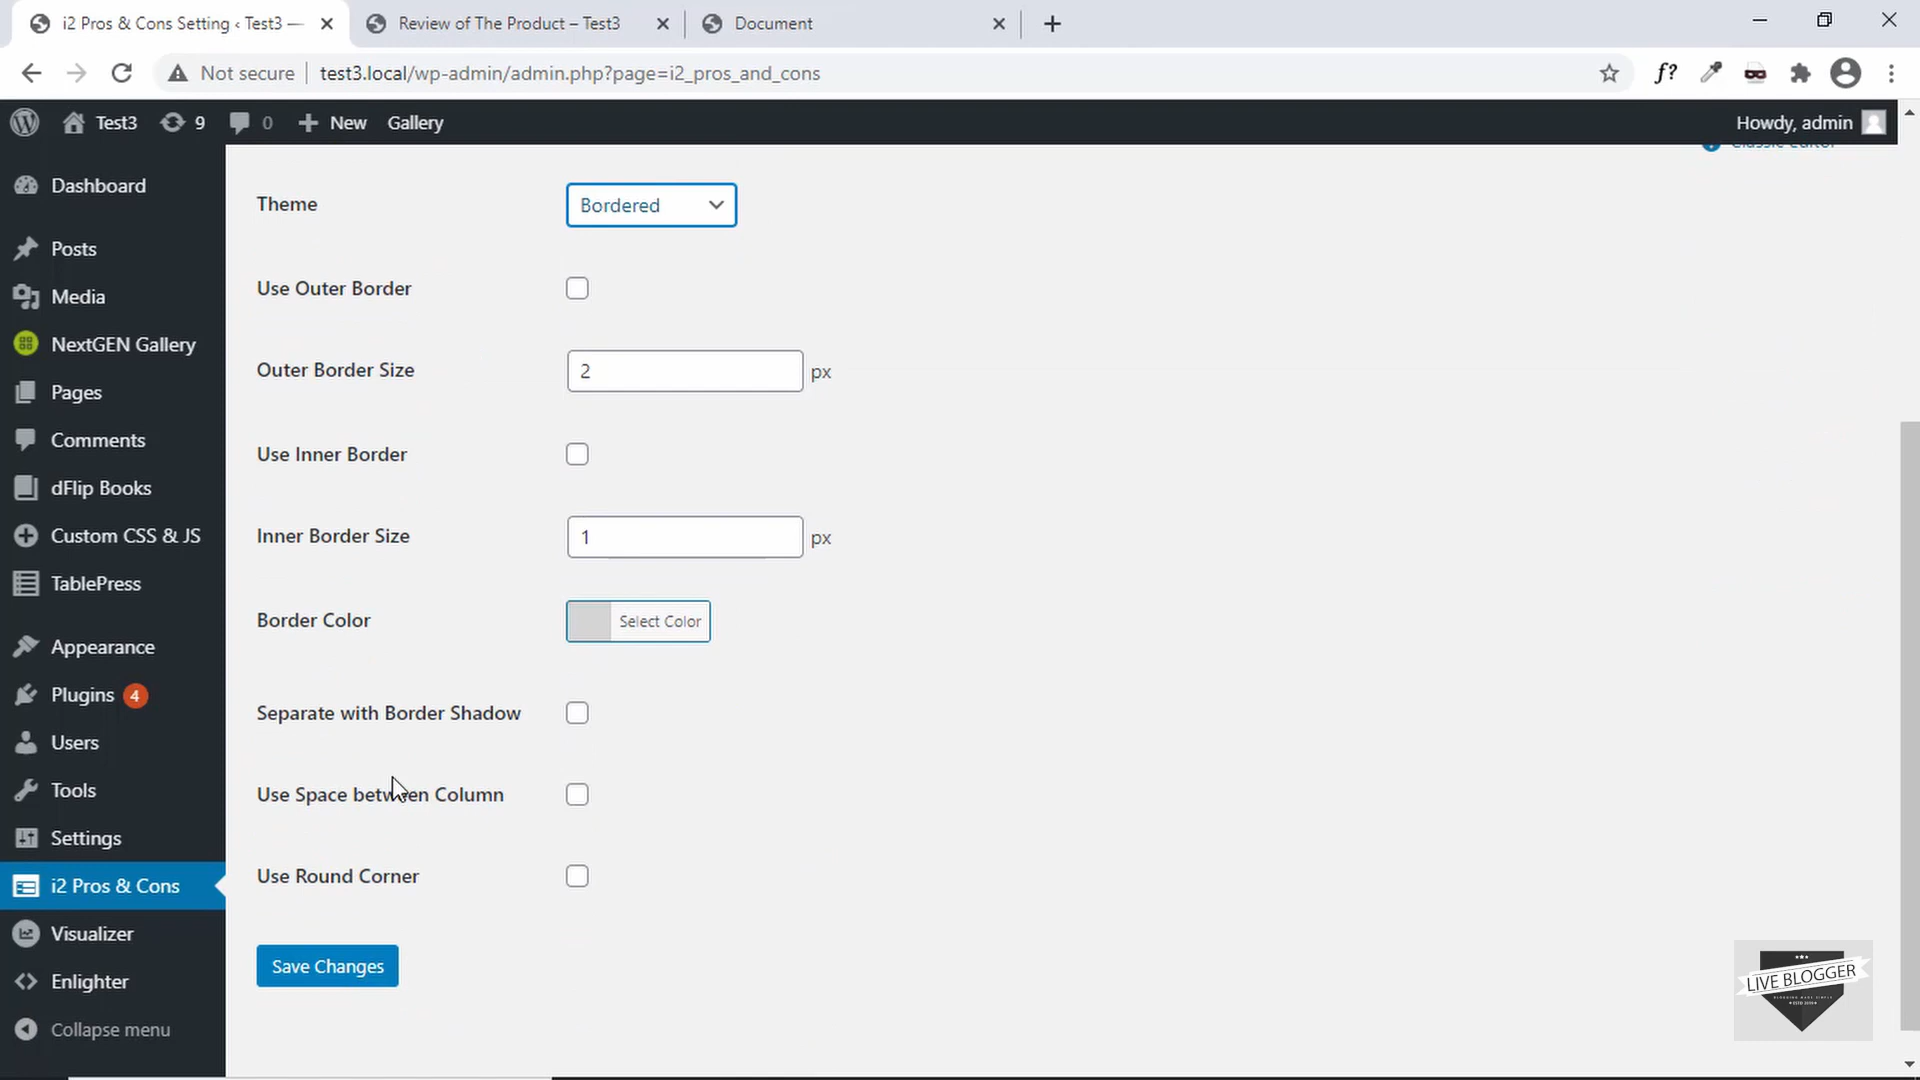 i2 Pros & Cons Setting ‹ Test3 —
Review of The Product – Test3
Document
Not secure
test3.local/wp-admin/admin.php?page=i2_pros_and_cons
f?
Test3
9
0
New
Gallery
Howdy, admin
Classic Editor
Dashboard
Posts
Media
NextGEN Gallery
Pages
Comments
dFlip Books
Custom CSS & JS
TablePress
Appearance
Plugins 4
Users
Tools
Settings
i2 Pros & Cons
Visualizer
Enlighter
Collapse menu
Theme
Bordered
Use Outer Border
Outer Border Size
2
px
Use Inner Border
Inner Border Size
1
px
Border Color
Select Color
Separate with Border Shadow
Use Space between Column
Use Round Corner
Save Changes
LIVE BLOGGER